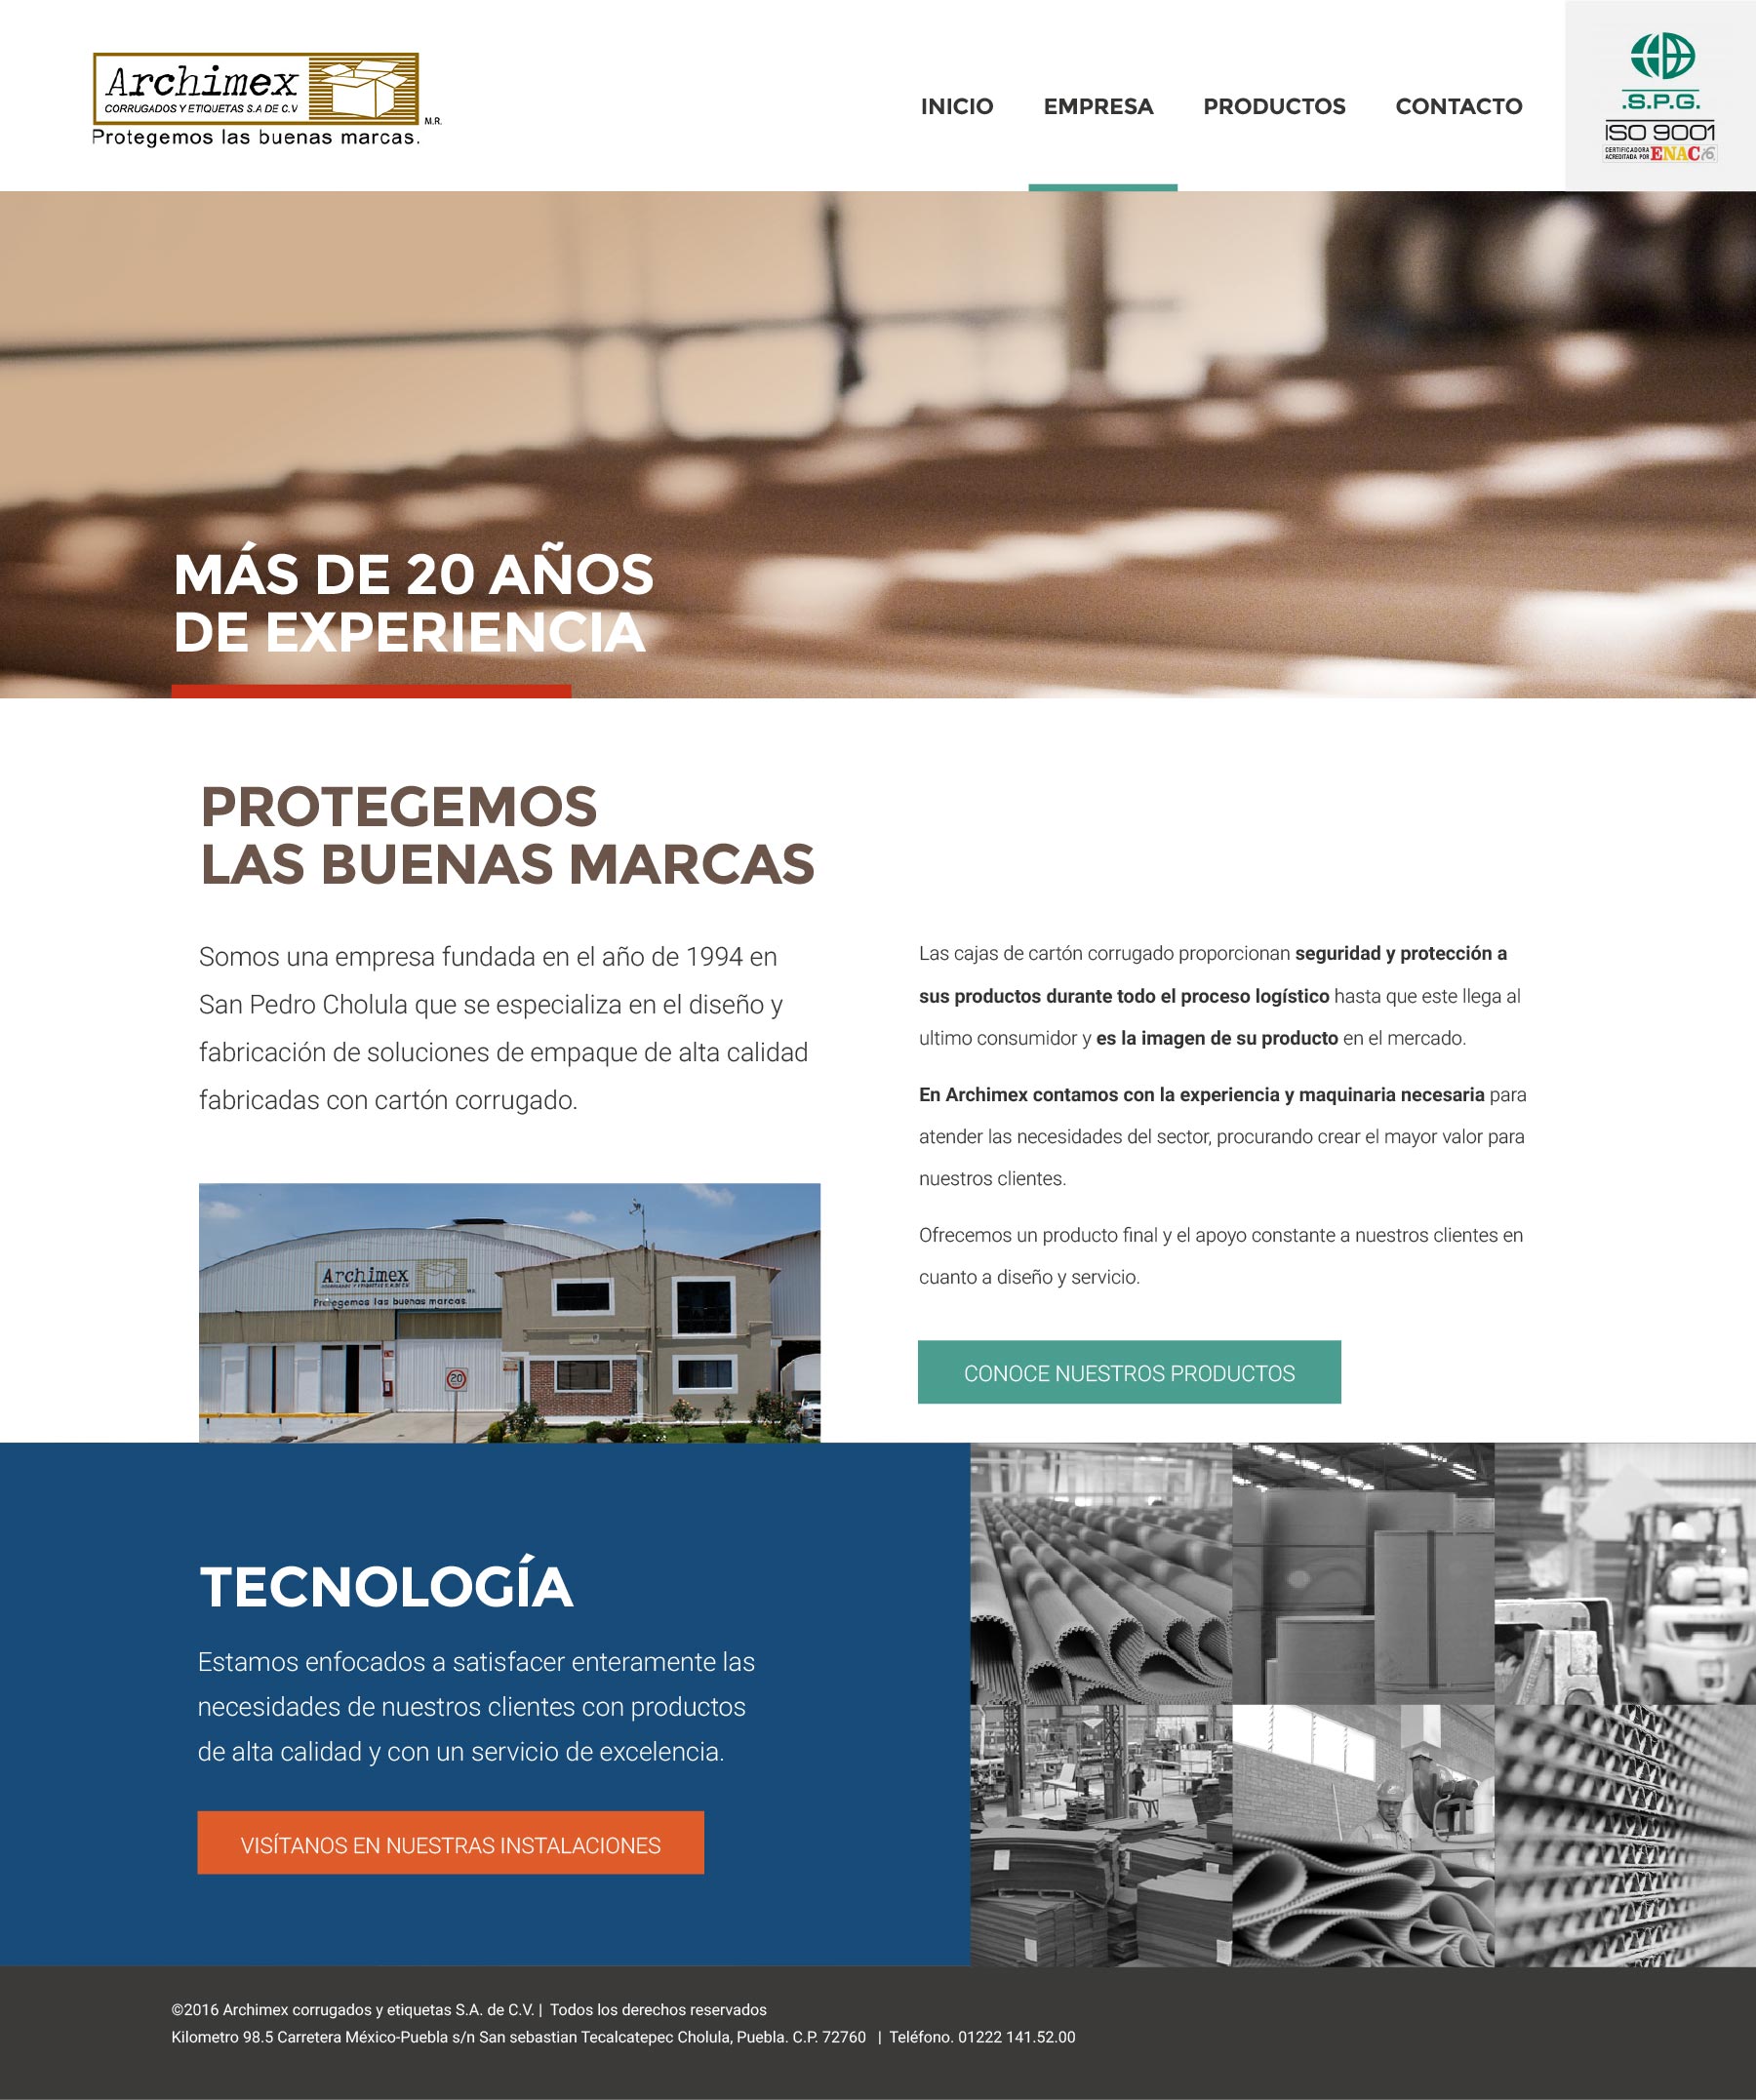 Archimex
CORRUGADOS Y ETIQUETAS S.A DE C.V
M.R.
Protegemos las buenas marcas.
INICIO
EMPRESA
PRODUCTOS
CONTACTO
.S.P.G.
ISO 9001
CERTIFICADORA
ACREDITADA POR ENAC
MÁS DE 20 AÑOS
DE EXPERIENCIA
PROTEGEMOS
LAS BUENAS MARCAS
Somos una empresa fundada en el año de 1994 en
San Pedro Cholula que se especializa en el diseño y
fabricación de soluciones de empaque de alta calidad
fabricadas con cartón corrugado.
Archimex
Protegemos las buenas marcas
20
Las cajas de cartón corrugado proporcionan seguridad y protección a
sus productos durante todo el proceso logístico hasta que este llega al
ultimo consumidor y es la imagen de su producto en el mercado.
En Archimex contamos con la experiencia y maquinaria necesaria para
atender las necesidades del sector, procurando crear el mayor valor para
nuestros clientes.
Ofrecemos un producto final y el apoyo constante a nuestros clientes en
cuanto a diseño y servicio.
CONOCE NUESTROS PRODUCTOS
TECNOLOGÍA
Estamos enfocados a satisfacer enteramente las
necesidades de nuestros clientes con productos
de alta calidad y con un servicio de excelencia.
VISÍTANOS EN NUESTRAS INSTALACIONES
©2016 Archimex corrugados y etiquetas S.A. de C.V. | Todos los derechos reservados
Kilometro 98.5 Carretera México-Puebla s/n San sebastian Tecalcatepec Cholula, Puebla. C.P. 72760 | Teléfono. 01222 141.52.00